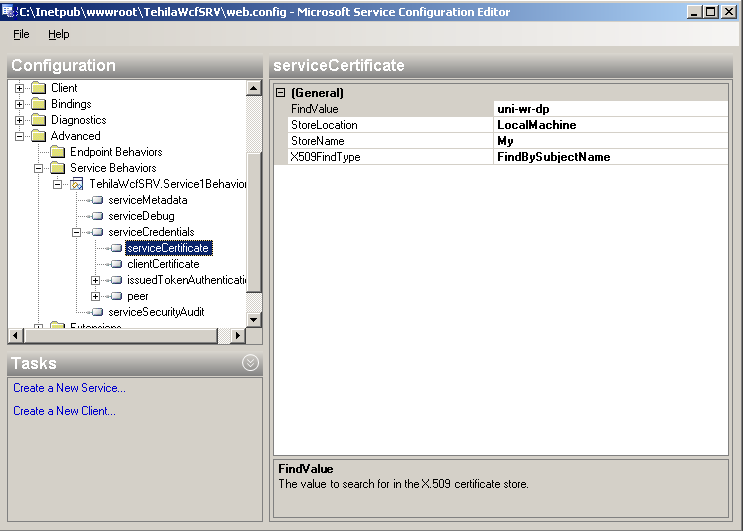 C:\Inetpub\wwwroot\TehilaWcfSRV\web.config - Microsoft Service Configuration Editor
File Help
Configuration
Client
Bindings
Diagnostics
Advanced
Endpoint Behaviors
Service Behaviors
TehilaWcfSRV.Service1Behavior
serviceMetadata
serviceDebug
serviceCredentials
serviceCertificate
clientCertificate
issuedTokenAuthenticati
peer
serviceSecurityAudit
Extensions
Tasks
Create a New Service...
Create a New Client...
serviceCertificate
(General)
FindValue uni-wr-dp
StoreLocation LocalMachine
StoreName My
X509FindType FindBySubjectName
FindValue
The value to search for in the X.509 certificate store.